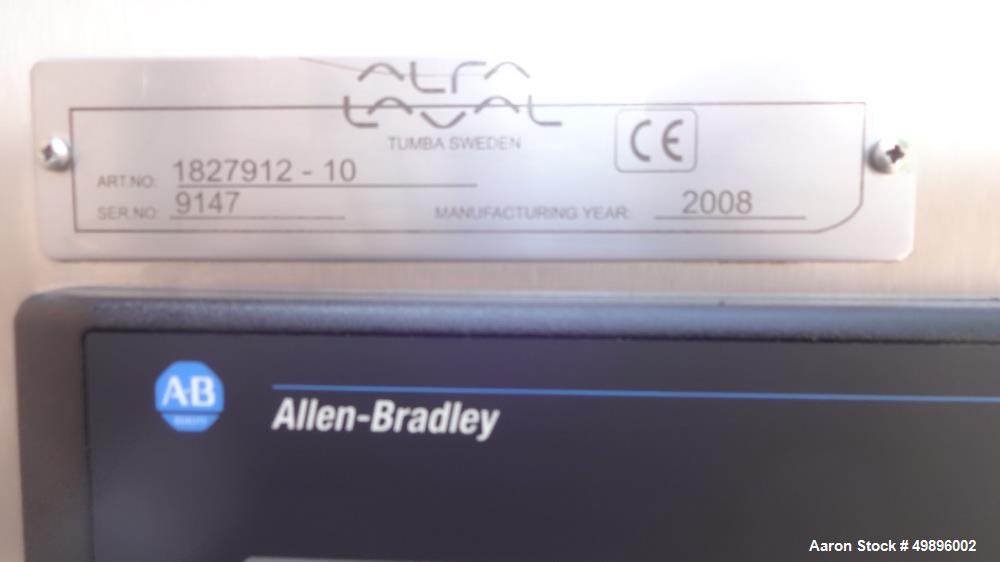 ALFA
LAVAL
TUMBA SWEDEN
CE
ART.NO: 1827912 - 10
SER.NO: 9147 MANUFACTURING YEAR: 2008
A-B
Allen-Bradley
Aaron Stock # 49896002